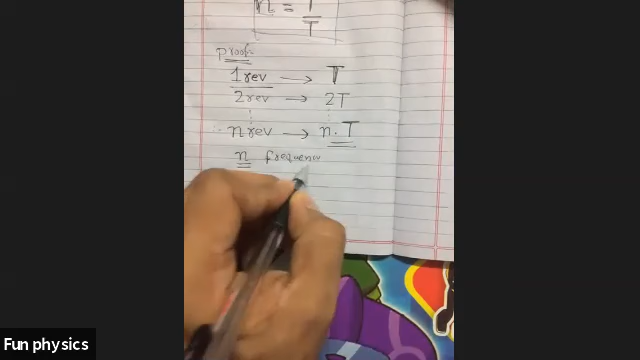 n = 1
T
Proof
1 rev → T
2 rev → 2T
∴ n rev → n. T
n frequency
Fun physics